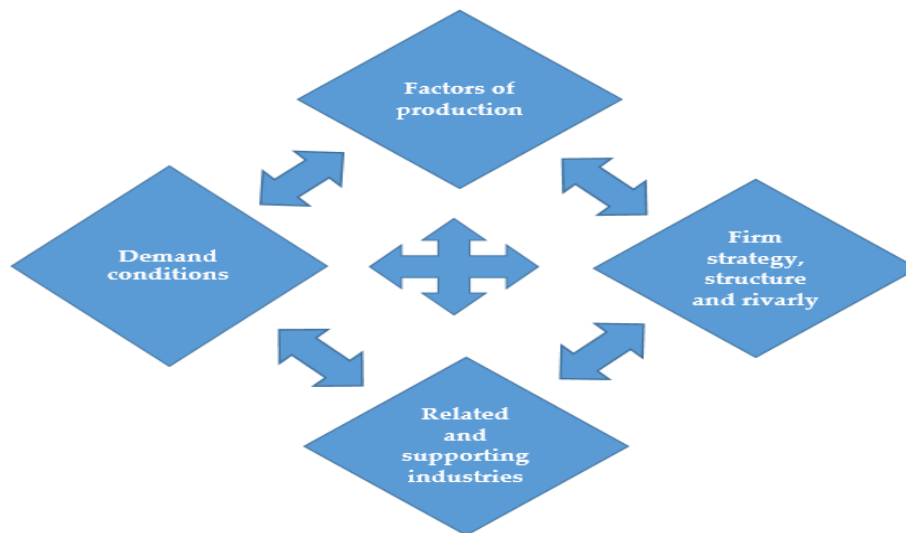 Factors of
production
Demand
conditions
Firm
strategy,
structure
and rivarly
Related
and
supporting
industries